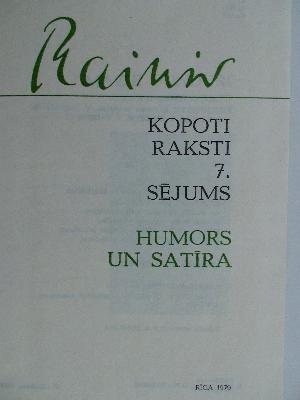 Rainis
KOPOTI
RAKSTI
7.
SĒJUMS
HUMORS
UN SATĪRA
RĪGA 1979